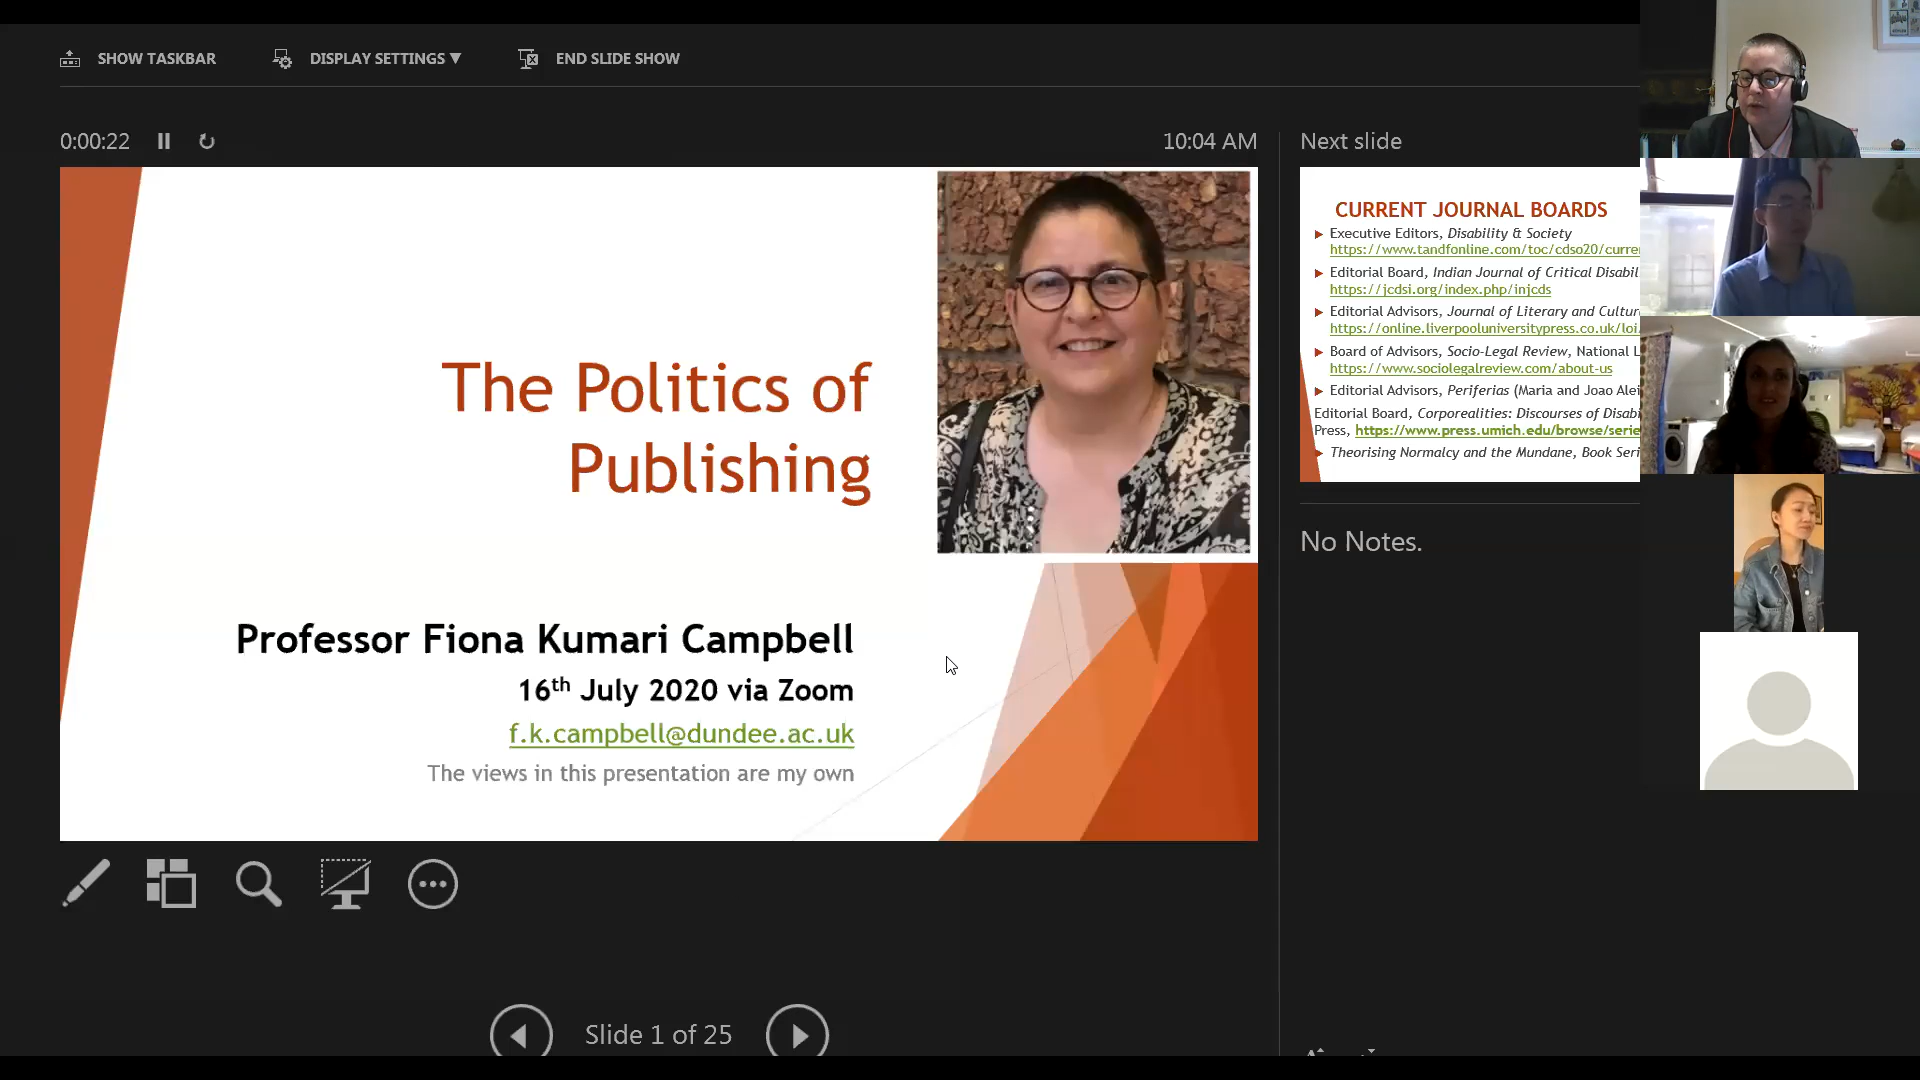 SHOW TASKBAR
DISPLAY SETTINGS ▼
END SLIDE SHOW
0:00:22
10:04 AM
The Politics of
Publishing
Professor Fiona Kumari Campbell
16th July 2020 via Zoom
f.k.campbell@dundee.ac.uk
The views in this presentation are my own
Slide 1 of 25
Next slide
CURRENT JOURNAL BOARDS
Executive Editors, Disability & Society
https://www.tandfonline.com/toc/cdso20/curre
Editorial Board, Indian Journal of Critical Disabil
https://jcdsi.org/index.php/injcds
Editorial Advisors, Journal of Literary and Cultur
https://online.liverpooluniversitypress.co.uk/loi
Board of Advisors, Socio-Legal Review, National L
https://www.sociolegalreview.com/about-us
Editorial Advisors, Periferias (Maria and Joao Alei
Editorial Board, Corporealities: Discourses of Disabi
Press, https://www.press.umich.edu/browse/serie
Theorising Normalcy and the Mundane, Book Seri
No Notes.